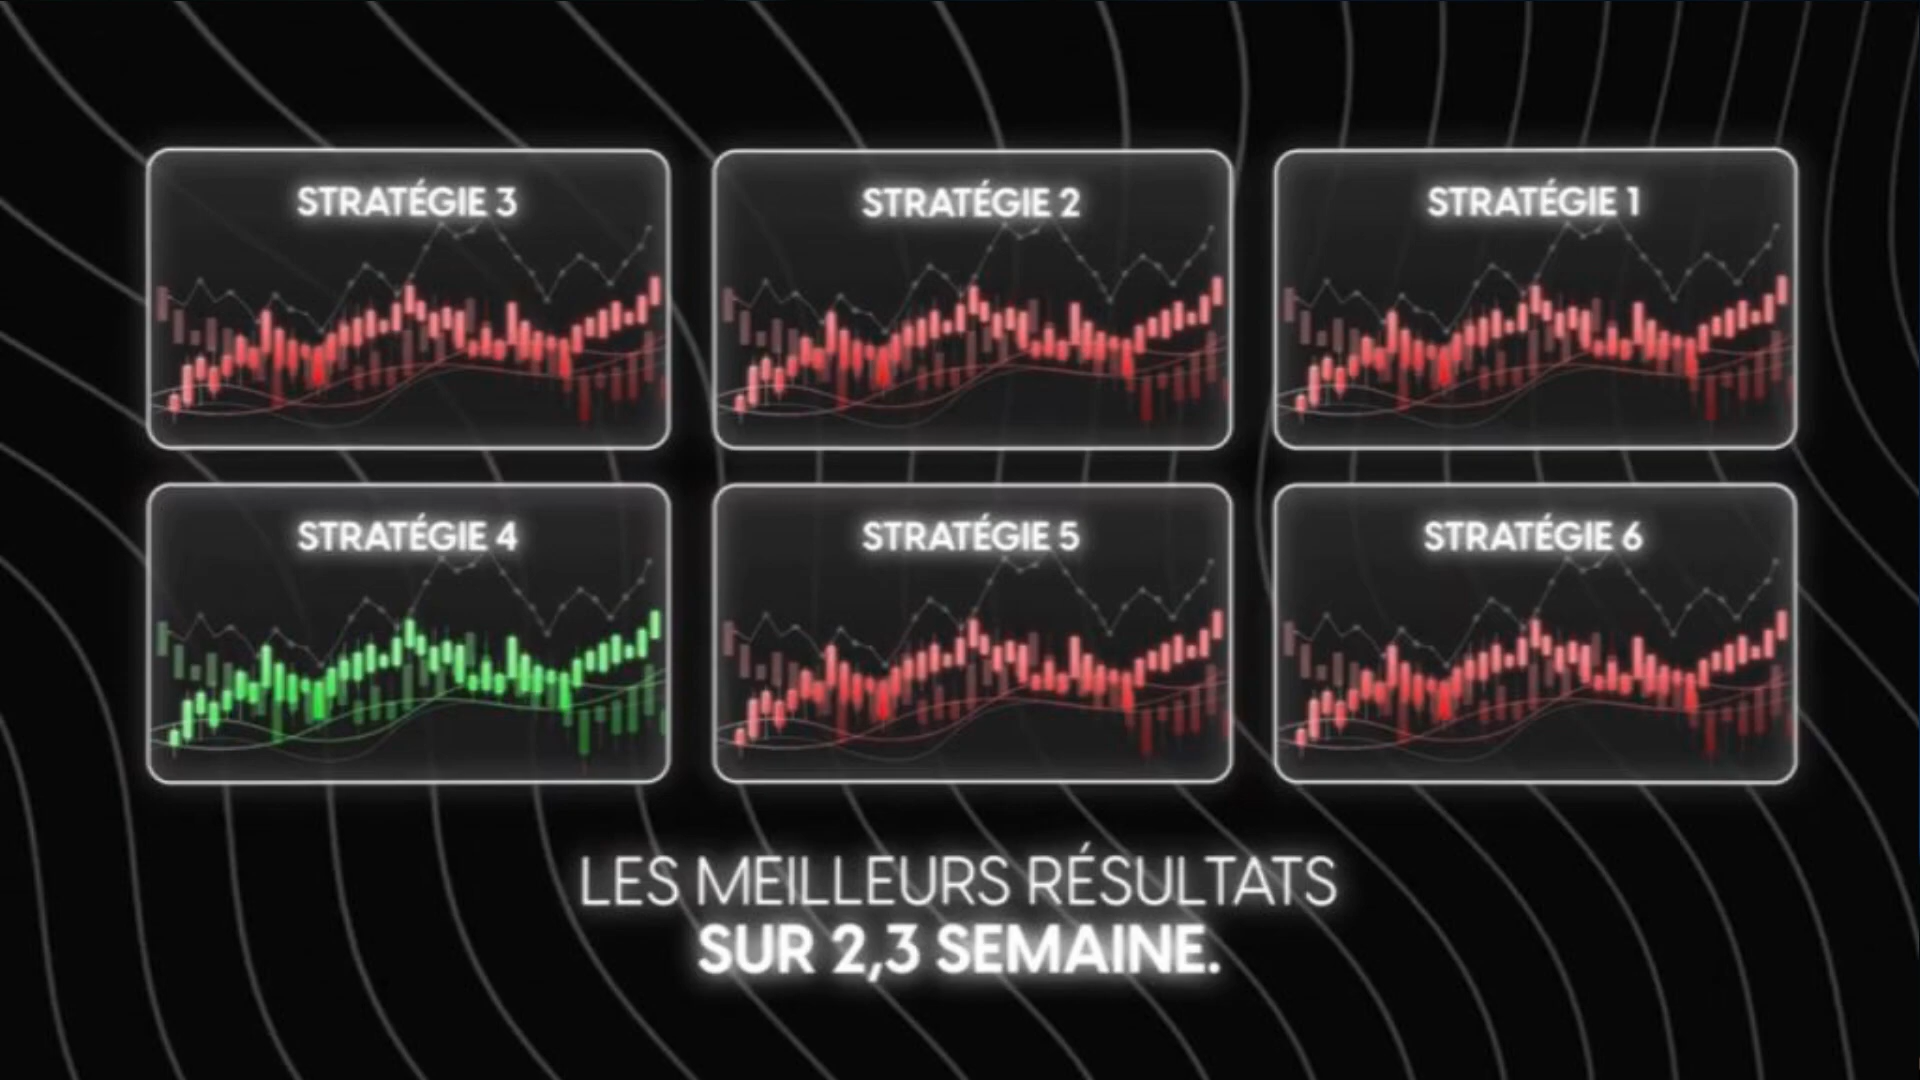 STRATÉGIE 3
STRATÉGIE 2
STRATÉGIE 1
STRATÉGIE 4
STRATÉGIE 5
STRATÉGIE 6
LES MEILLEURS RÉSULTATS
SUR 2,3 SEMAINE.